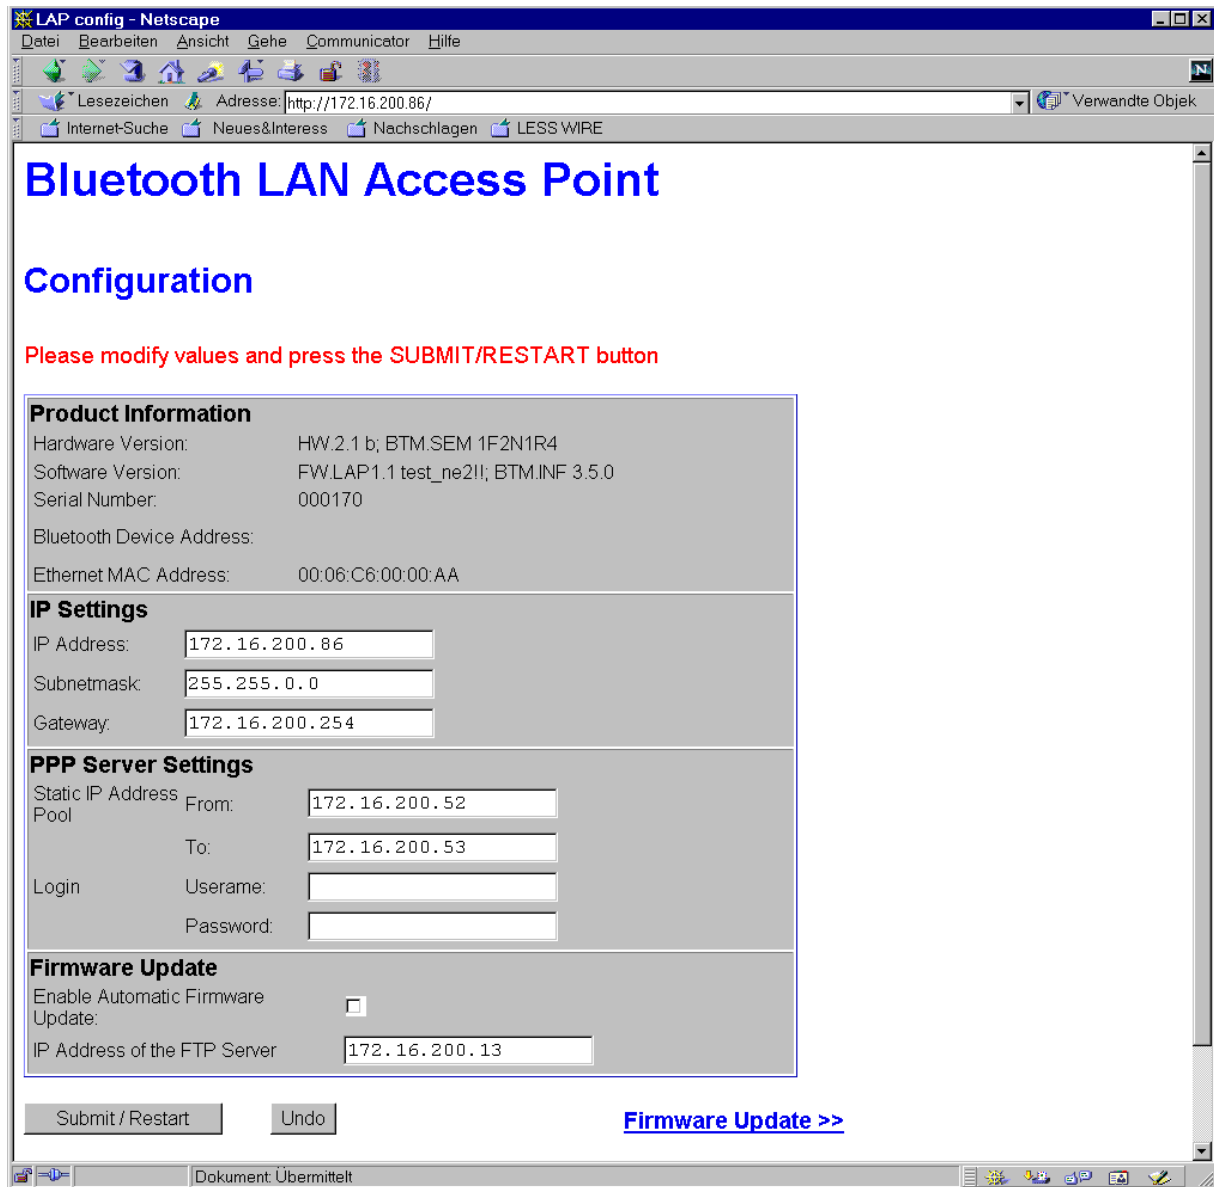 LAP config - Netscape
Datei Bearbeiten Ansicht Gehe Communicator Hilfe
Lesezeichen Adresse: http://172.16.200.86/ Verwandte Objek
Internet-Suche Neues&Interess Nachschlagen LESS WIRE
Bluetooth LAN Access Point
Configuration
Please modify values and press the SUBMIT/RESTART button
Product Information
Hardware Version: HW.2.1 b; BTM.SEM 1F2N1R4
Software Version: FW.LAP1.1 test_ne2!!; BTM.INF 3.5.0
Serial Number: 000170
Bluetooth Device Address:
Ethernet MAC Address: 00:06:C6:00:00:AA
IP Settings
IP Address: 172.16.200.86
Subnetmask: 255.255.0.0
Gateway: 172.16.200.254
PPP Server Settings
Static IP Address Pool From: 172.16.200.52
To: 172.16.200.53
Login Userame:
Password:
Firmware Update
Enable Automatic Firmware
Update:
IP Address of the FTP Server 172.16.200.13
Submit / Restart Undo Firmware Update >>
Dokument: Übermittelt